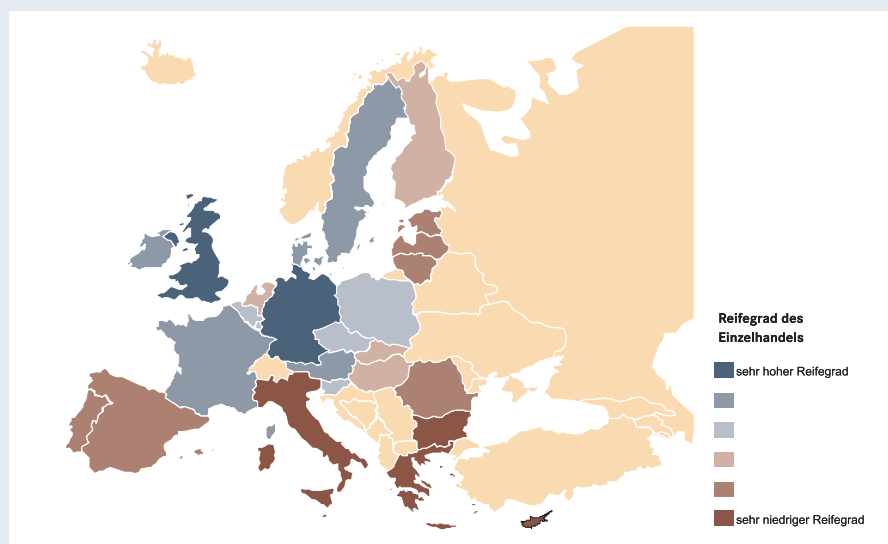 Reifegrad des
Einzelhandels
sehr hoher Reifegrad
sehr niedriger Reifegrad